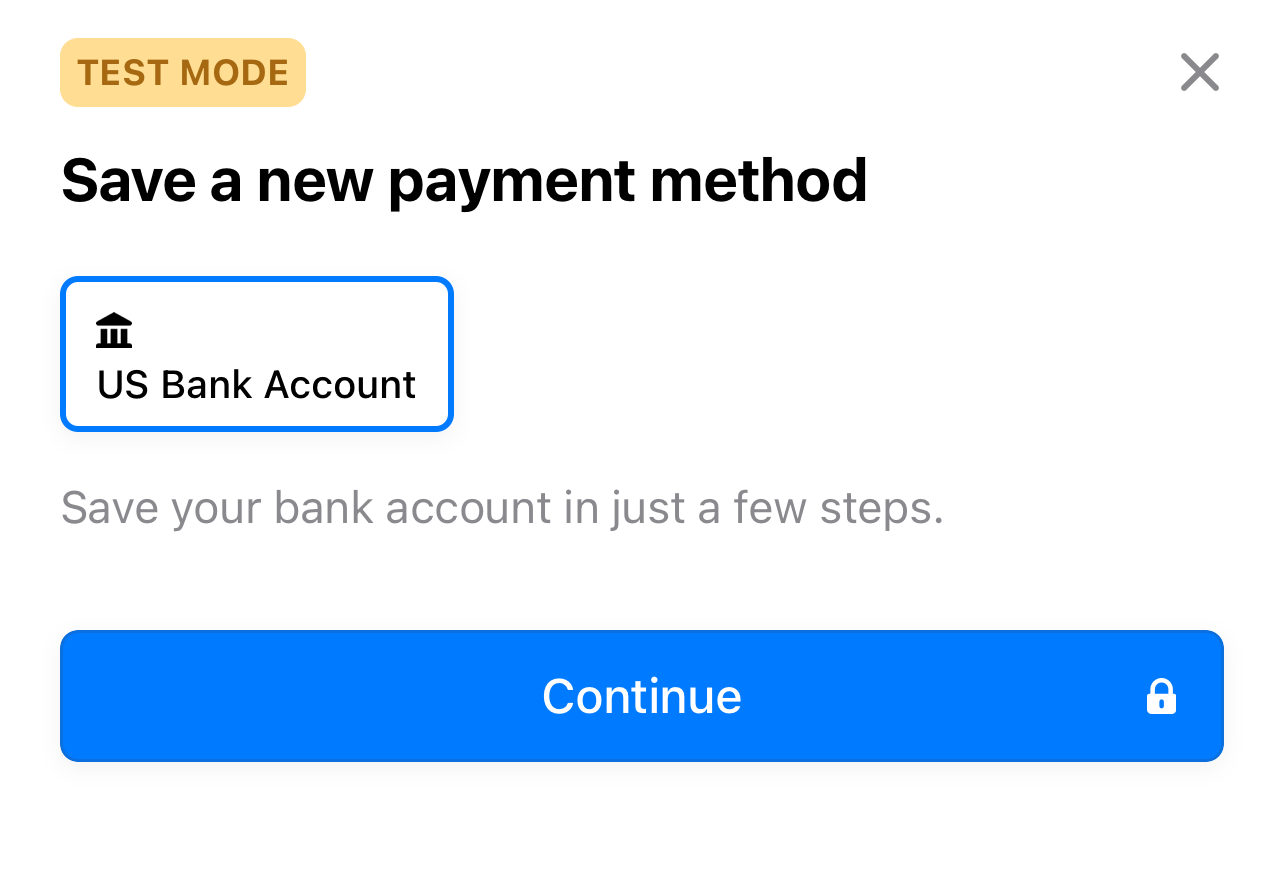 TEST MODE
Save a new payment method
US Bank Account
Save your bank account in just a few steps.
Continue